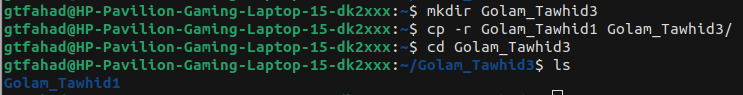 gtfahad@HP-Pavilion-Gaming-Laptop-15-dk2xxx:~$ mkdir Golam_Tawhid3
gtfahad@HP-Pavilion-Gaming-Laptop-15-dk2xxx:~$ cp -r Golam_Tawhid1 Golam_Tawhid3/
gtfahad@HP-Pavilion-Gaming-Laptop-15-dk2xxx:~$ cd Golam_Tawhid3
gtfahad@HP-Pavilion-Gaming-Laptop-15-dk2xxx:~/Golam_Tawhid3$ ls
Golam_Tawhid1